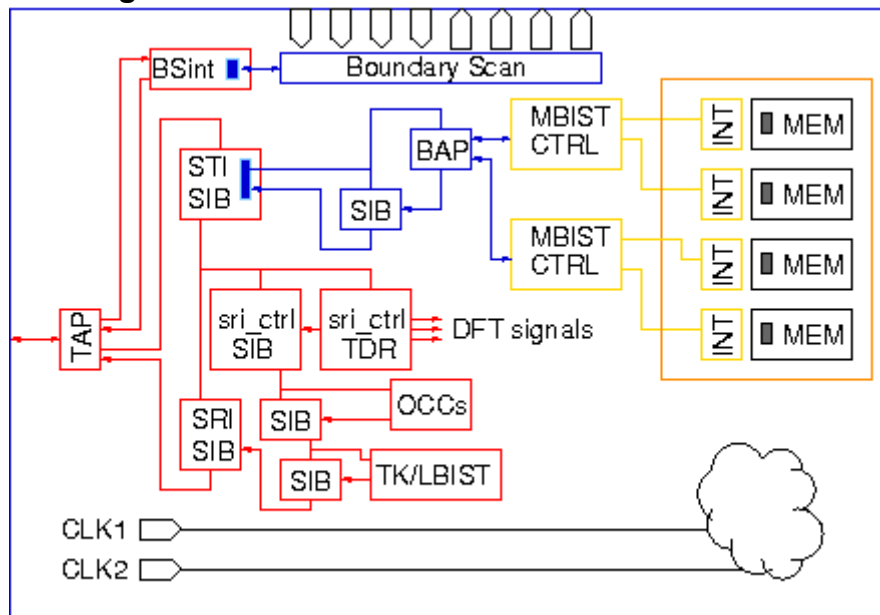 BSint
Boundary Scan
STI
SIB
BAP
SIB
MBIST
CTRL
MBIST
CTRL
INT
MEM
INT
MEM
INT
MEM
INT
MEM
TAP
sri_ctrl
SIB
sri_ctrl
TDR
DFT signals
SRI
SIB
SIB
OCCs
SIB
TK/LBIST
CLK1
CLK2